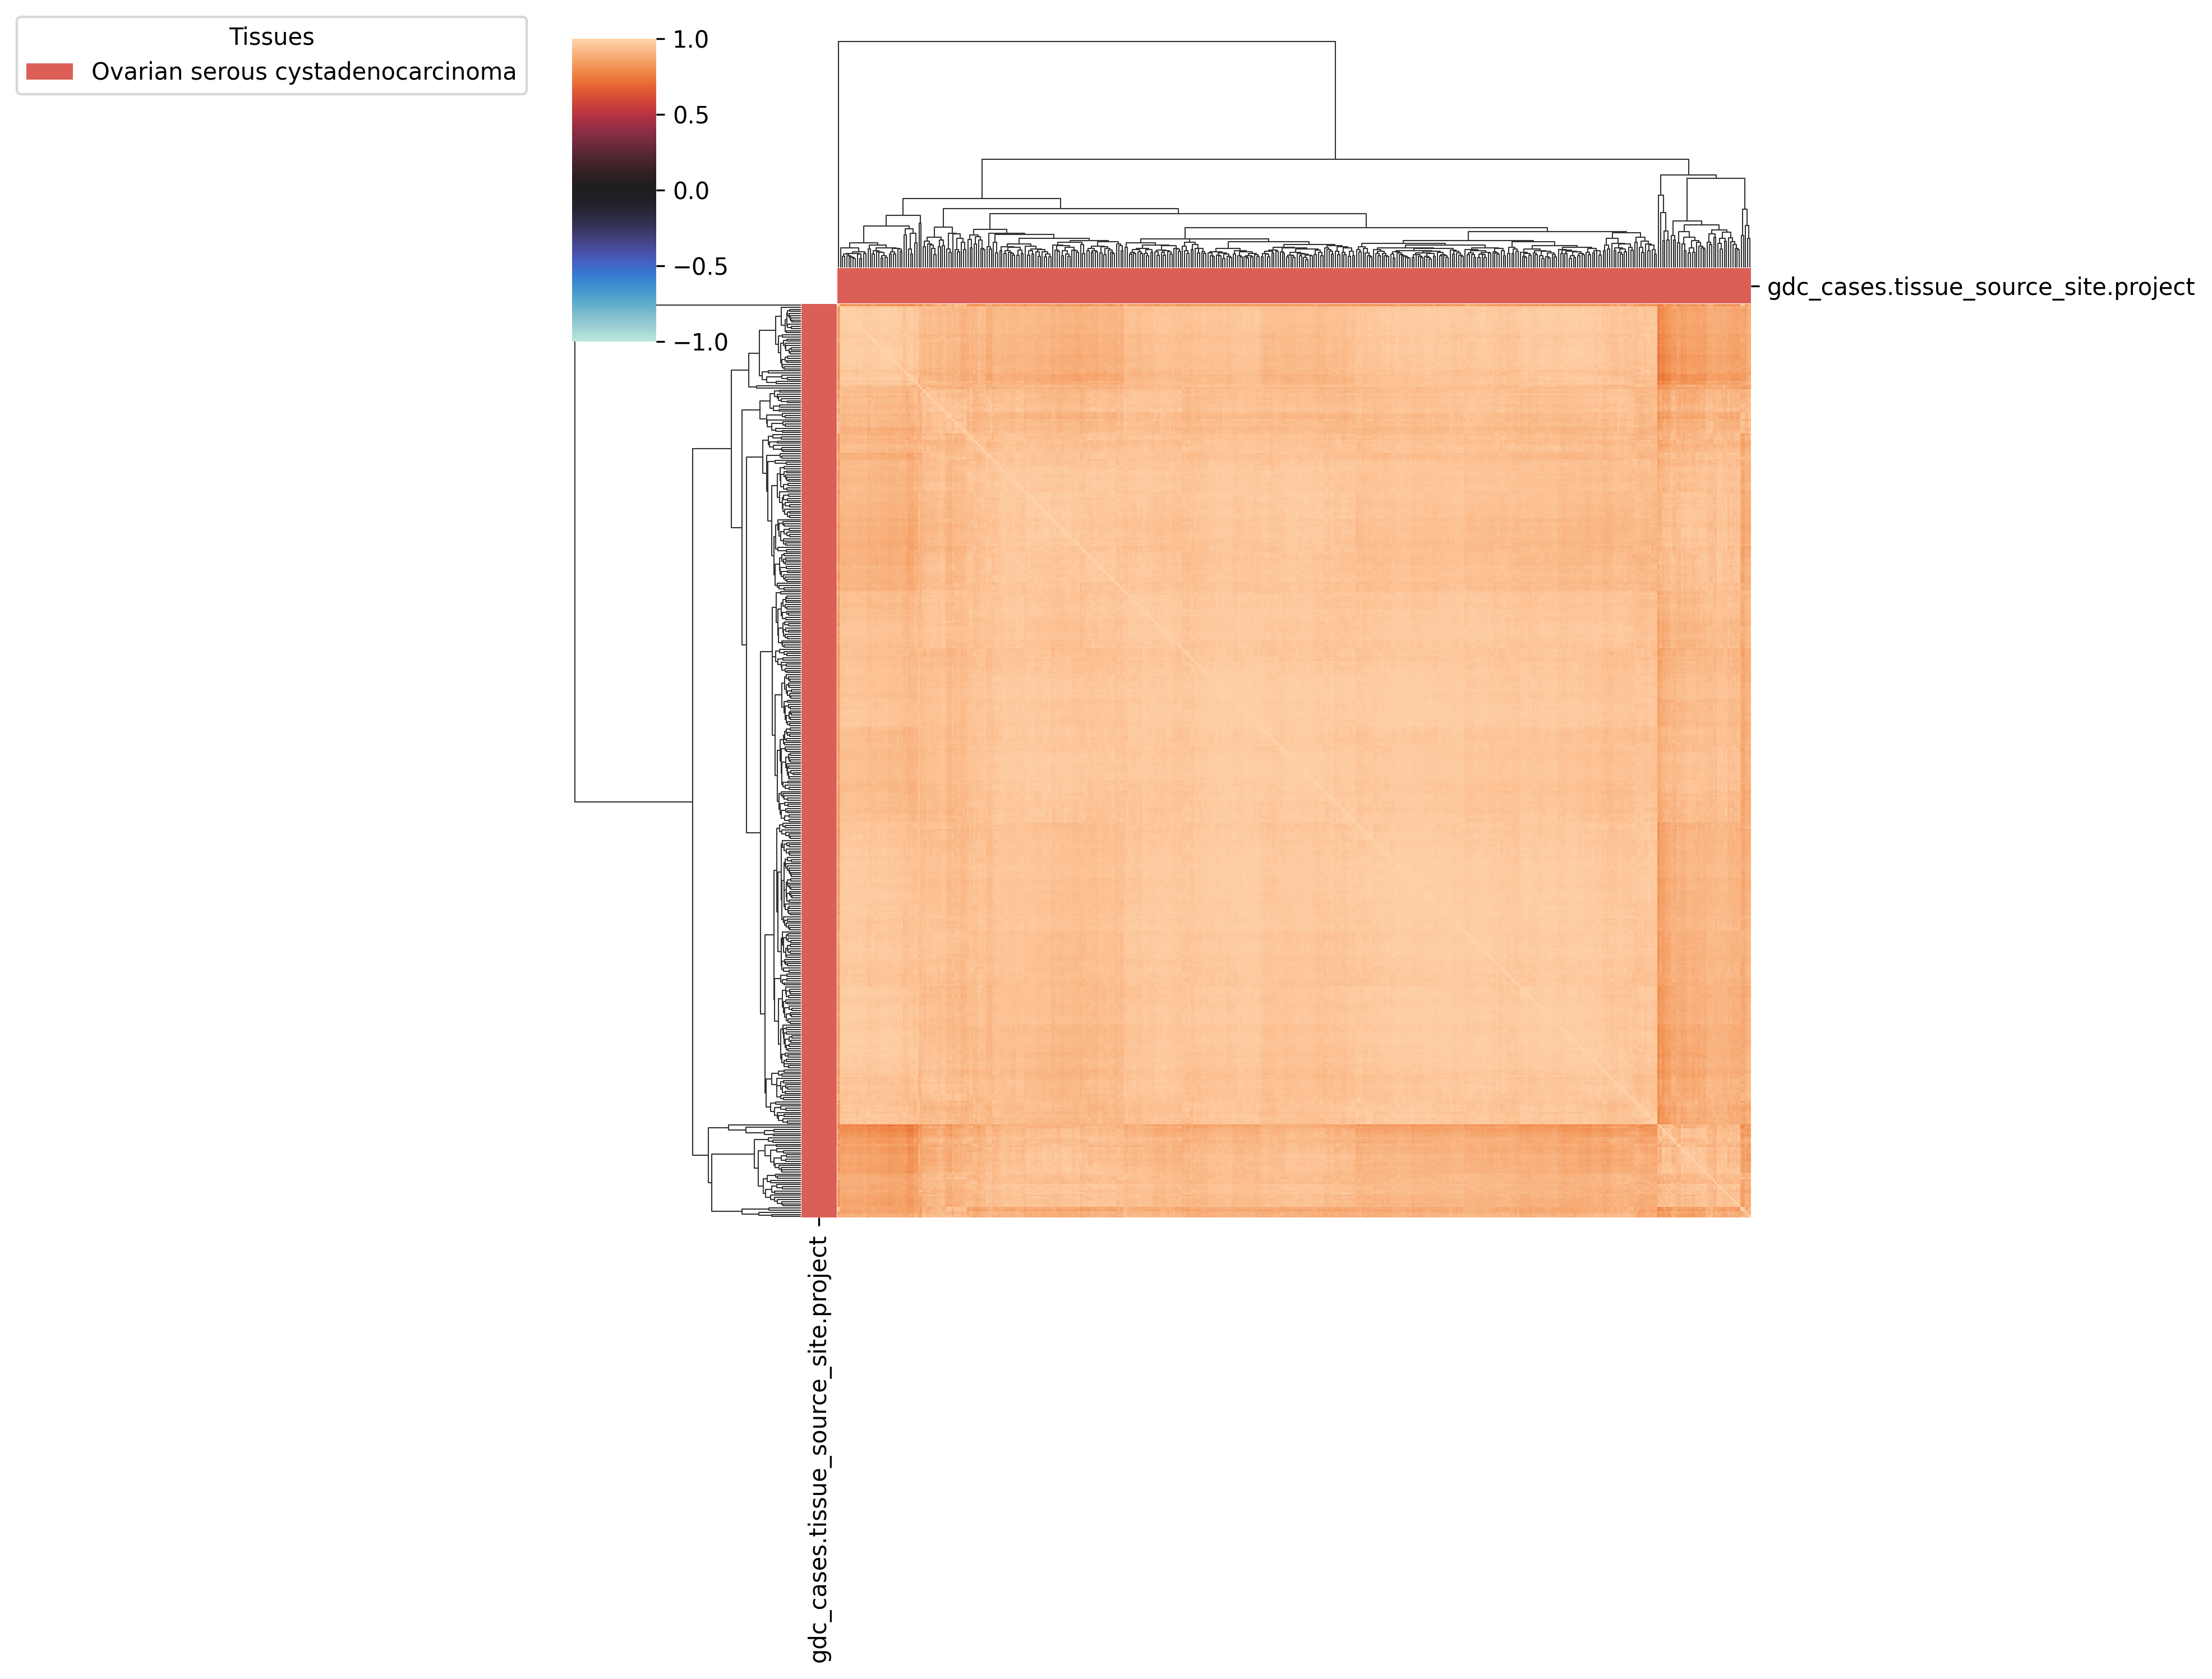 Tissues
Ovarian serous cystadenocarcinoma
1.0
0.5
0.0
−0.5
−1.0
gdc_cases.tissue_source_site.project
gdc_cases.tissue_source_site.project